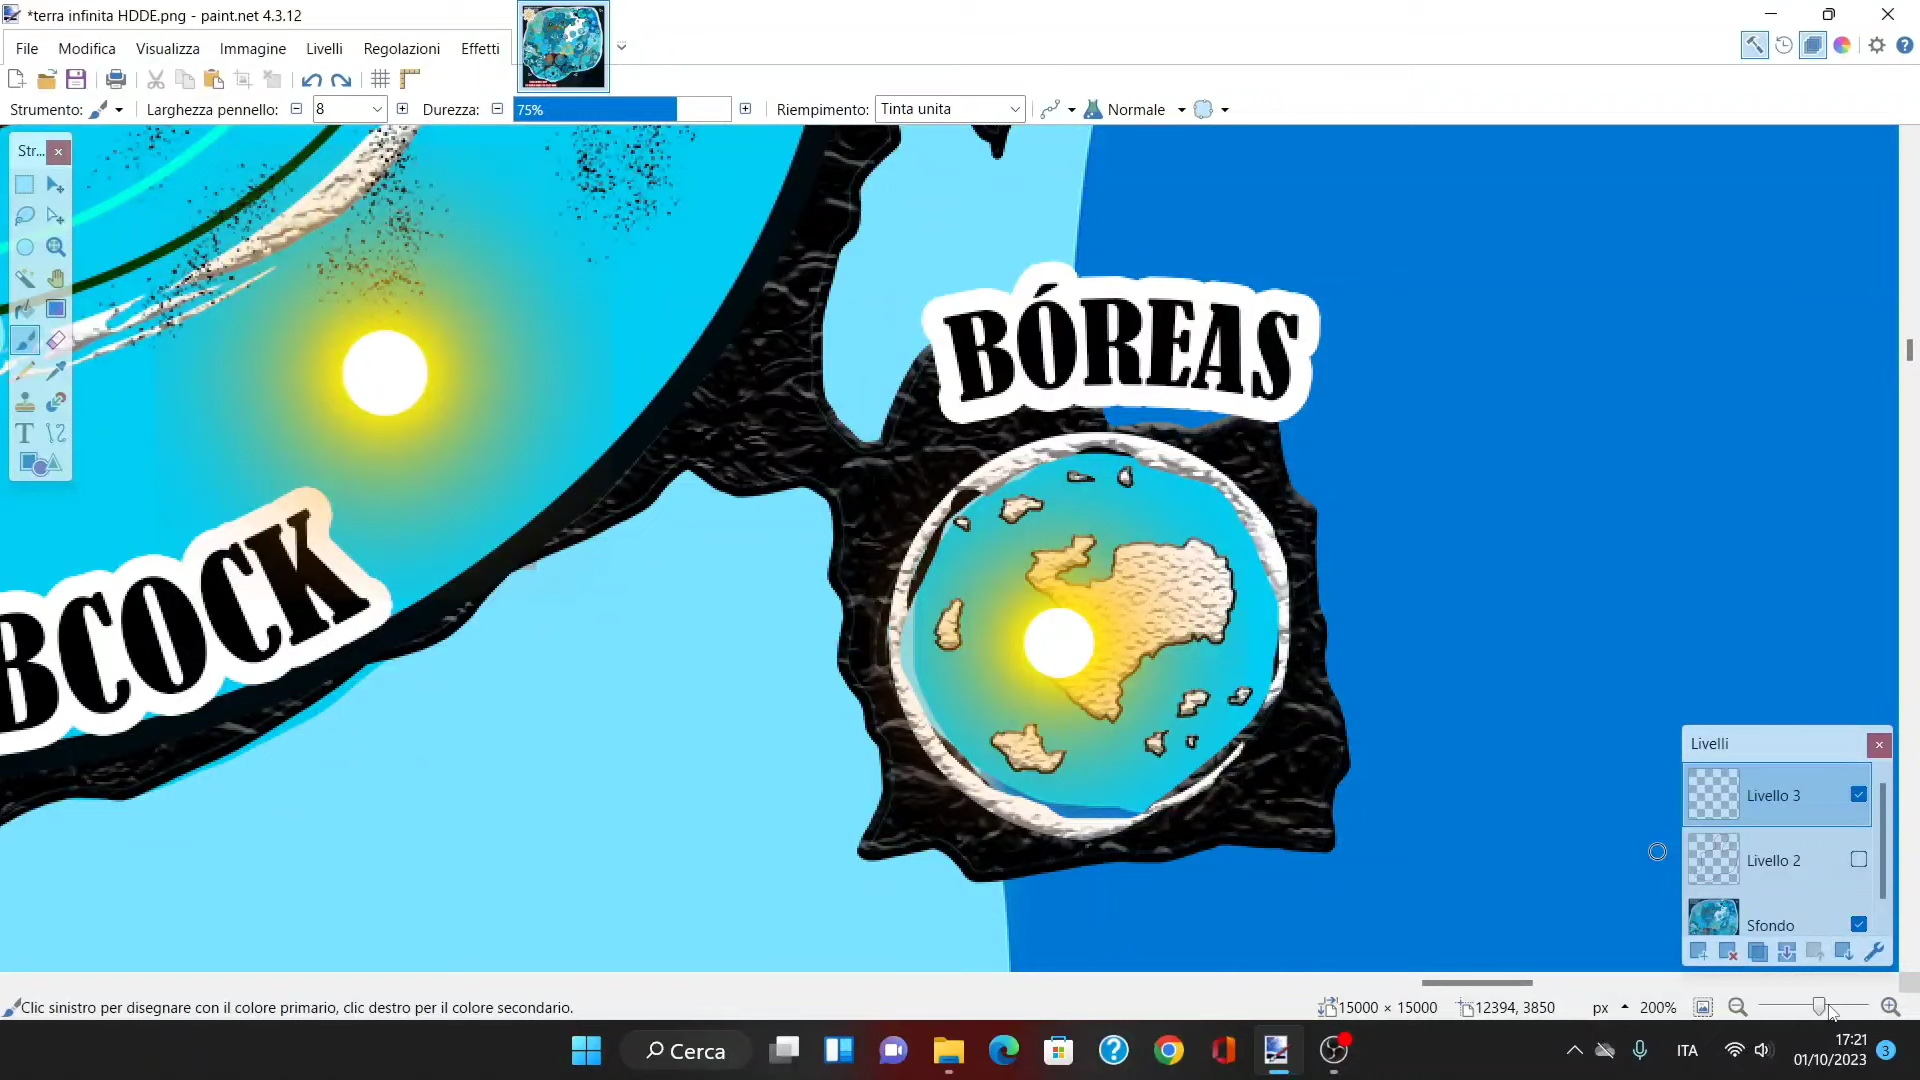 *terra infinita HDDE.png - paint.net 4.3.12
File Modifica Visualizza Immagine Livelli Regolazioni Effetti
Strumento: Larghezza pennello: 8 Durezza: 75% Riempimento: Tinta unita Normale
Str...
BÓREAS
BCOCK
Livelli
Livello 3
Livello 2
Sfondo
Clic sinistro per disegnare con il colore primario, clic destro per il colore secondario.
15000 × 15000 12394, 3850 px 200%
Cerca
ITA
17:21
01/10/2023 3